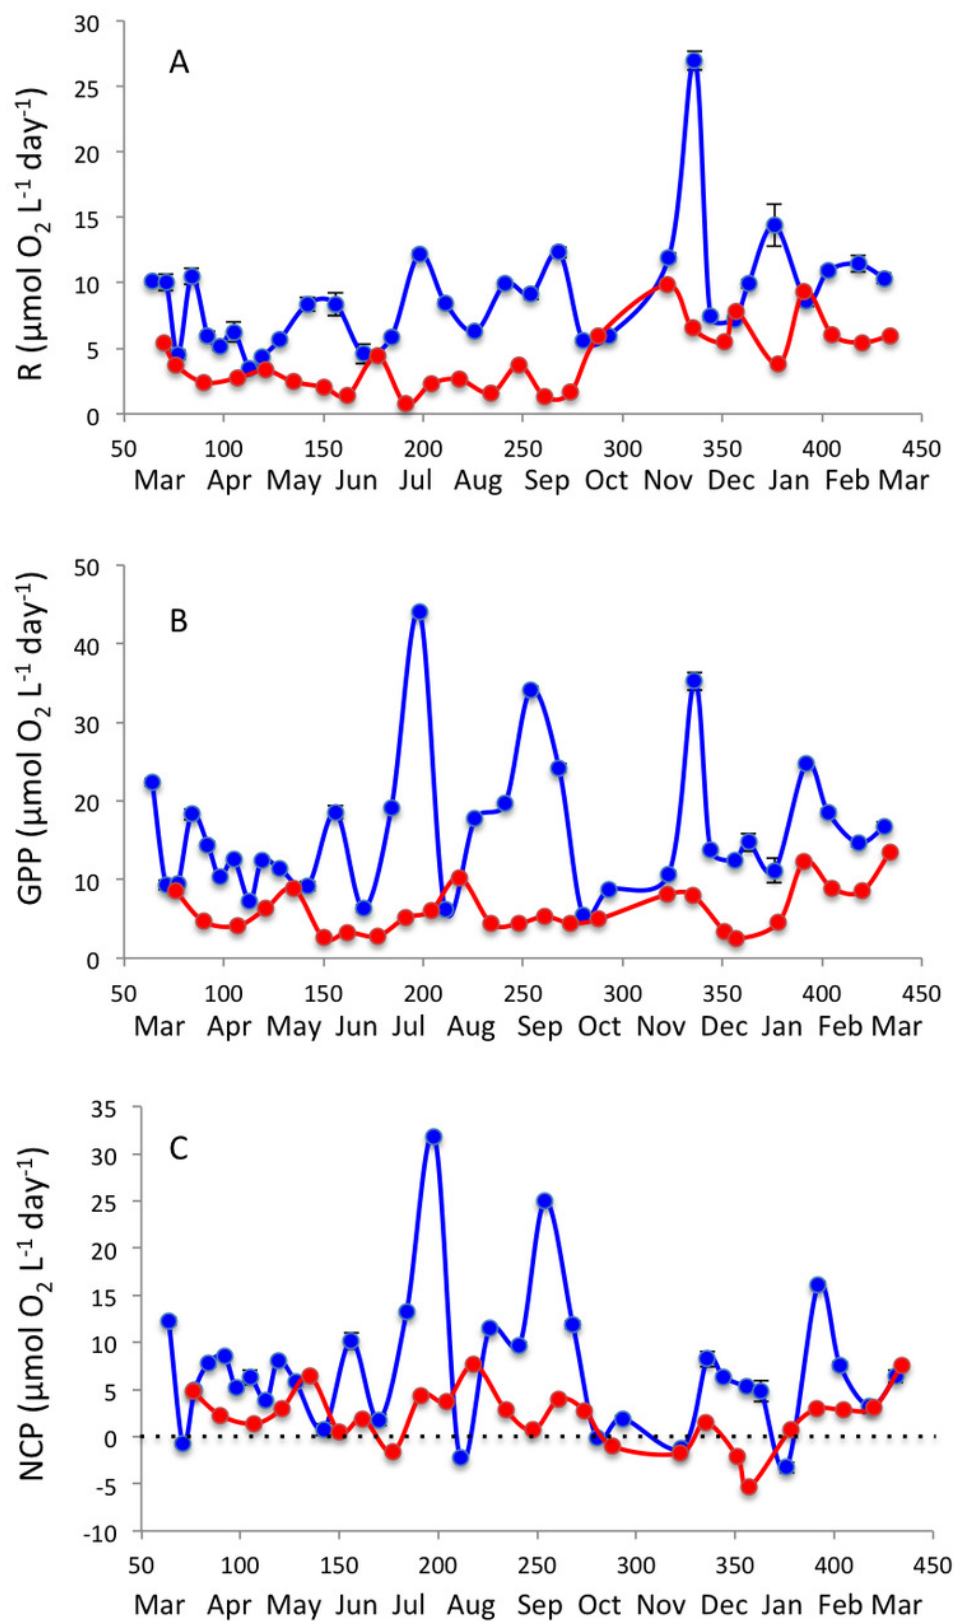 A
R (µmol O2 L-1 day-1)
30
25
20
15
10
5
0
50 100 150 200 250 300 350 400 450
Mar Apr May Jun Jul Aug Sep Oct Nov Dec Jan Feb Mar
B
GPP (µmol O2 L-1 day-1)
50
40
30
20
10
0
50 100 150 200 250 300 350 400 450
Mar Apr May Jun Jul Aug Sep Oct Nov Dec Jan Feb Mar
C
NCP (µmol O2 L-1 day-1)
35
30
25
20
15
10
5
0
-5
-10
50 100 150 200 250 300 350 400 450
Mar Apr May Jun Jul Aug Sep Oct Nov Dec Jan Feb Mar